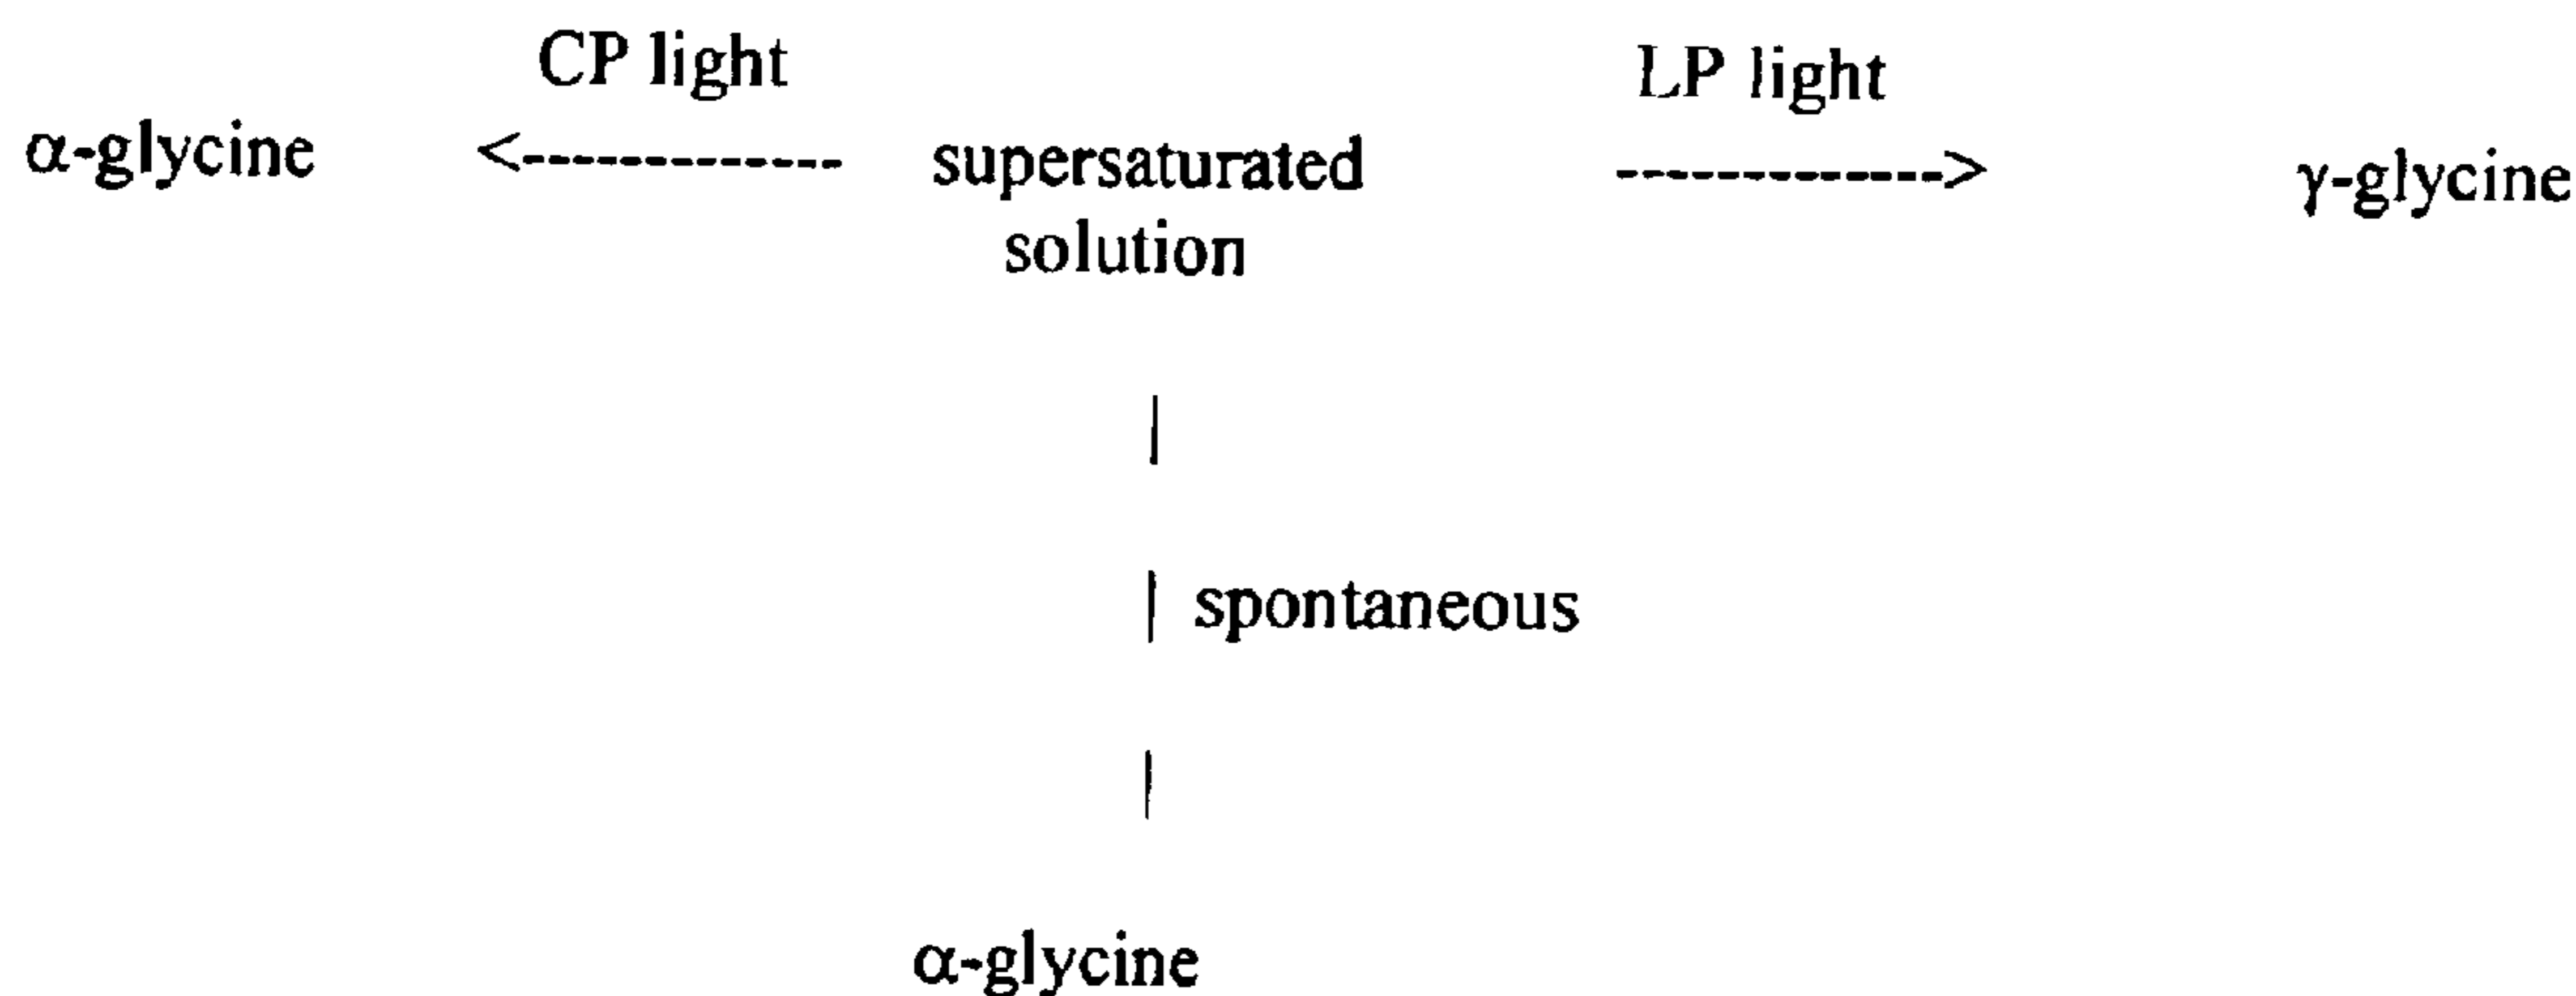 CP light
LP light
α-glycine <------------- supersaturated -------------> γ-glycine
solution
|
| spontaneous
|
α-glycine